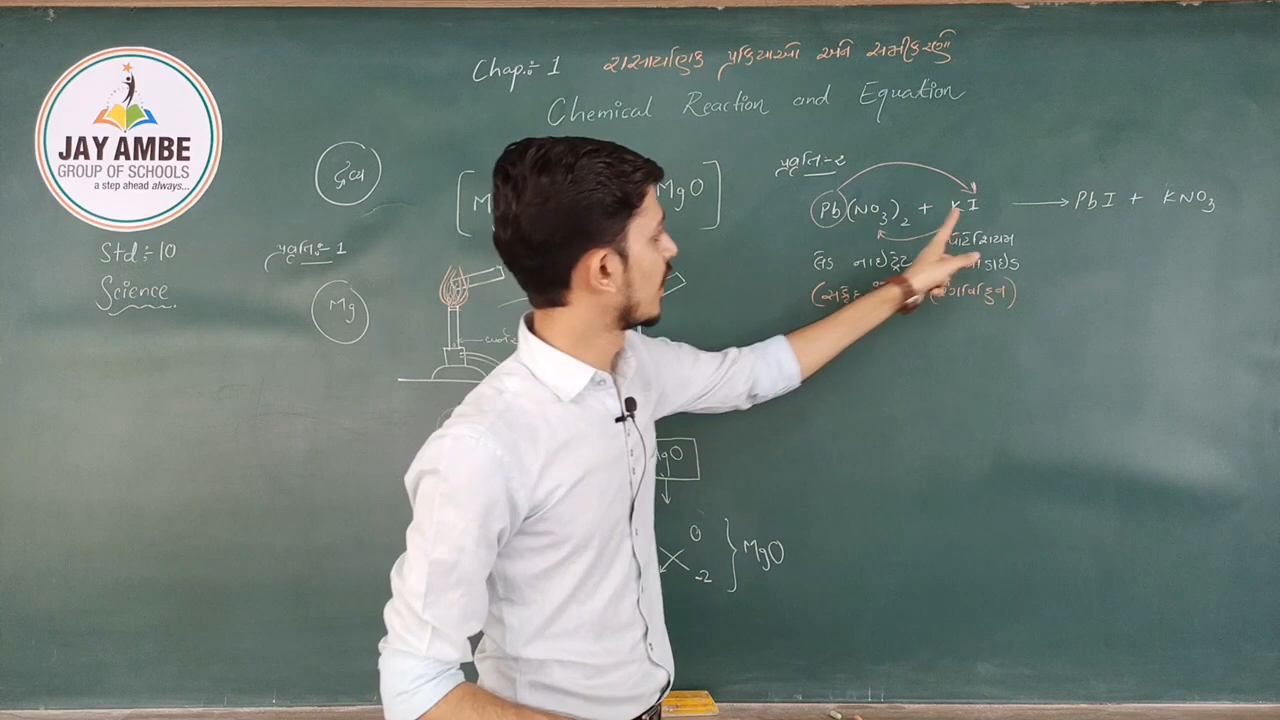 Chap.:- 1 રાસાયણિક પ્રક્રિયાઓ અને સમીકરણો
Chemical Reaction and Equation
JAY AMBE
GROUP OF SCHOOLS
a step ahead always...
Std:- 10
Science
દ્રવ્ય
પ્રવૃત્તિ:- 1
Mg
[M
MgO]
MgO
0
-2
} MgO
પ્રવૃત્તિ-૨
Pb(NO₃)₂ + KI ⟶ PbI + KNO₃
પોટેશિયમ
લેડ નાઇટ્રેટ